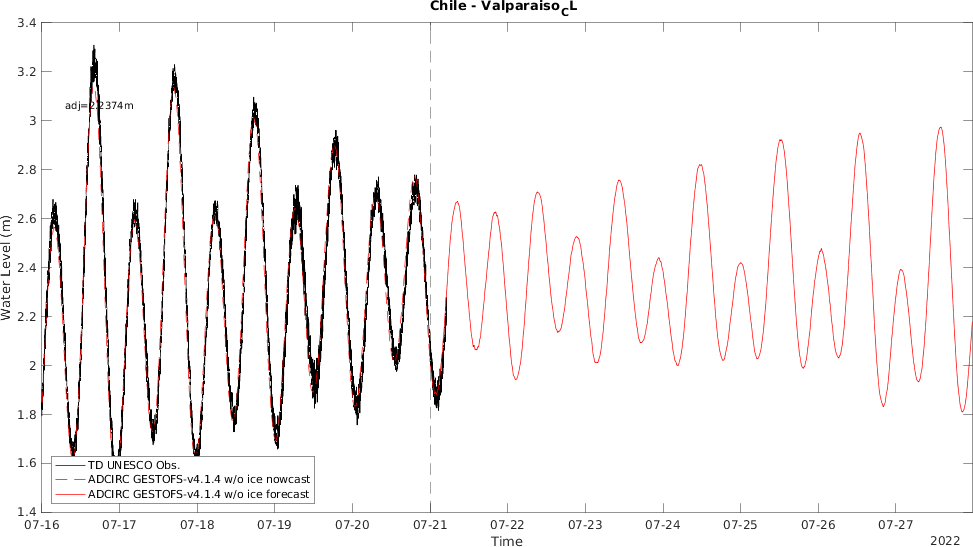 Chile - Valparaiso_CL
3.4
3.2
adj=2.2374m
3
2.8
2.6
2.4
2.2
2
1.8
1.6
1.4
Water Level (m)
TD UNESCO Obs.
ADCIRC GESTOFS-v4.1.4 w/o ice nowcast
ADCIRC GESTOFS-v4.1.4 w/o ice forecast
07-16 07-17 07-18 07-19 07-20 07-21 07-22 07-23 07-24 07-25 07-26 07-27
Time
2022